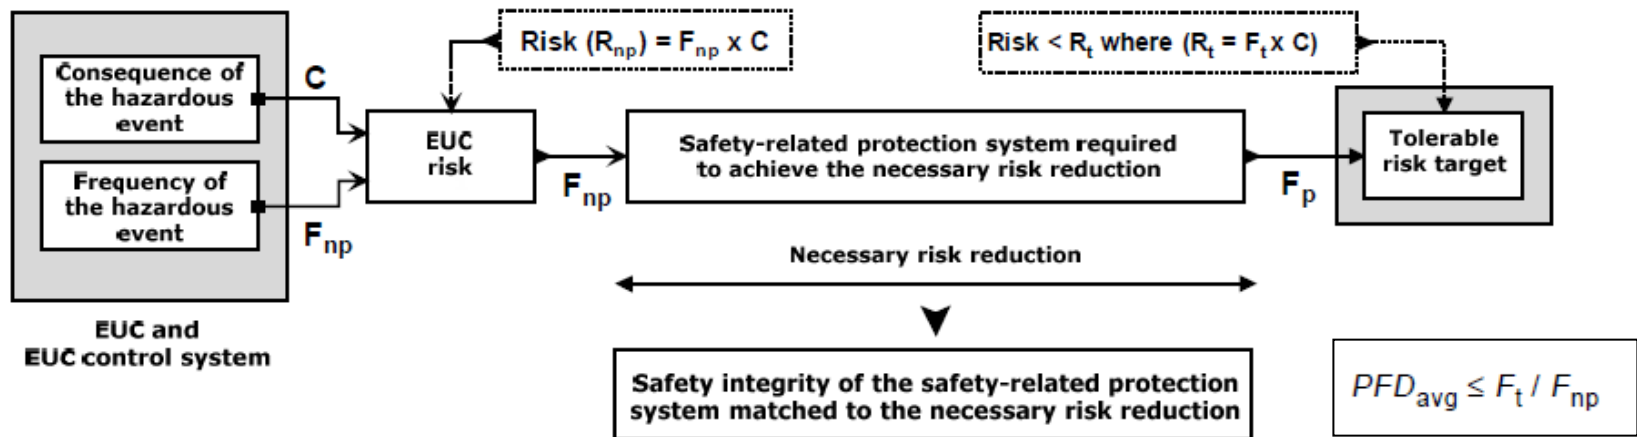 Risk (Rnp) = Fnp x C
Risk < Rt where (Rt = Ft x C)
Consequence of
the hazardous
event
C
Frequency of
the hazardous
event
Fnp
EUC
risk
Fnp
Safety-related protection system required
to achieve the necessary risk reduction
Fp
Tolerable
risk target
Necessary risk reduction
EUC and
EUC control system
Safety integrity of the safety-related protection
system matched to the necessary risk reduction
PFDavg ≤ Ft / Fnp